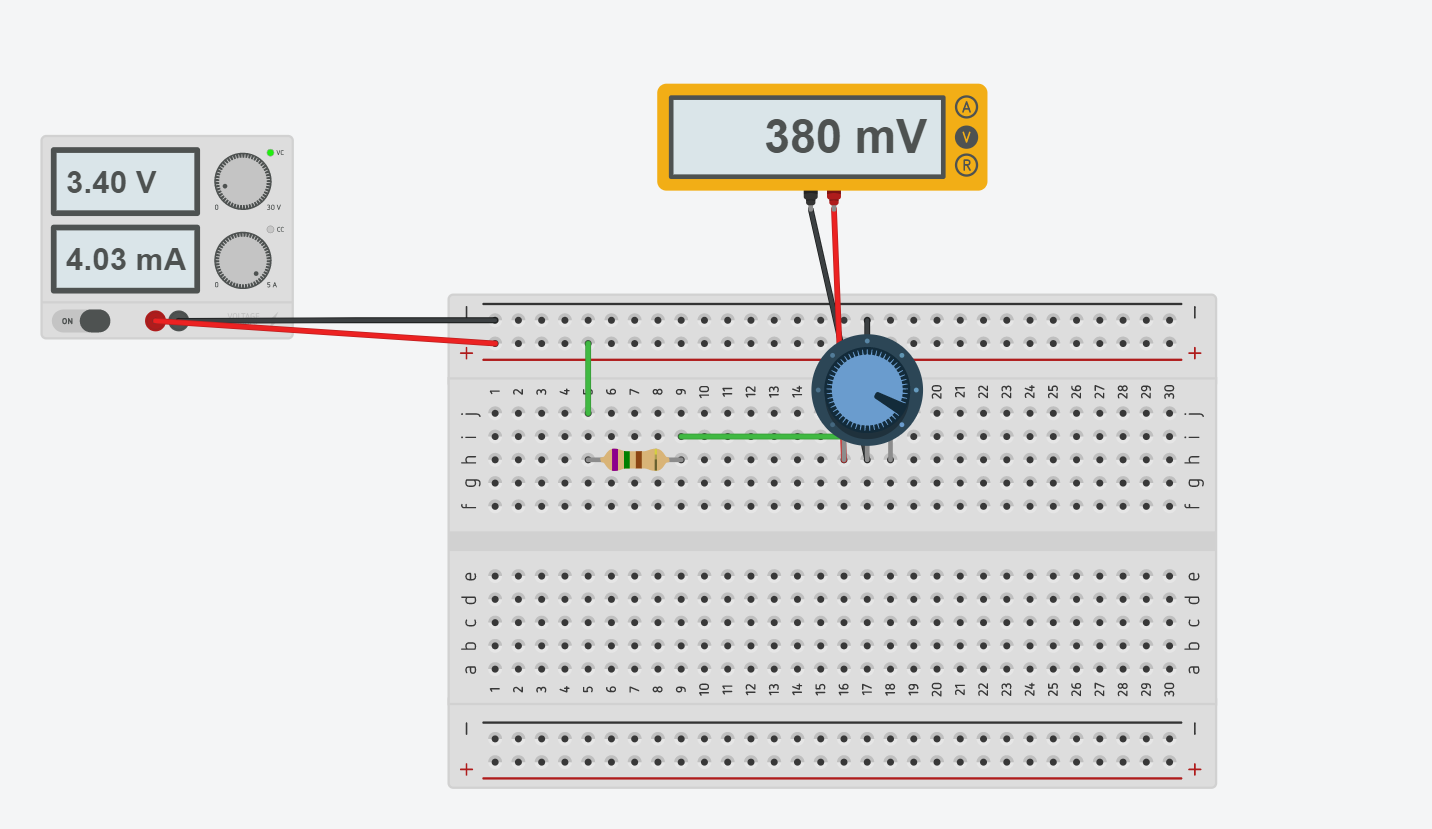 380 mV
A
V
R
3.40 V
VC
0 30 V
CC
4.03 mA
0 5 A
ON
VOLTAGE
− −
+ +
1 2 3 4 5 6 7 8 9 10 11 12 13 14 20 21 22 23 24 25 26 27 28 29 30
j j
i i
h h
g g
f f
e e
d d
c c
b b
a a
1 2 3 4 5 6 7 8 9 10 11 12 13 14 15 16 17 18 19 20 21 22 23 24 25 26 27 28 29 30
− −
+ +